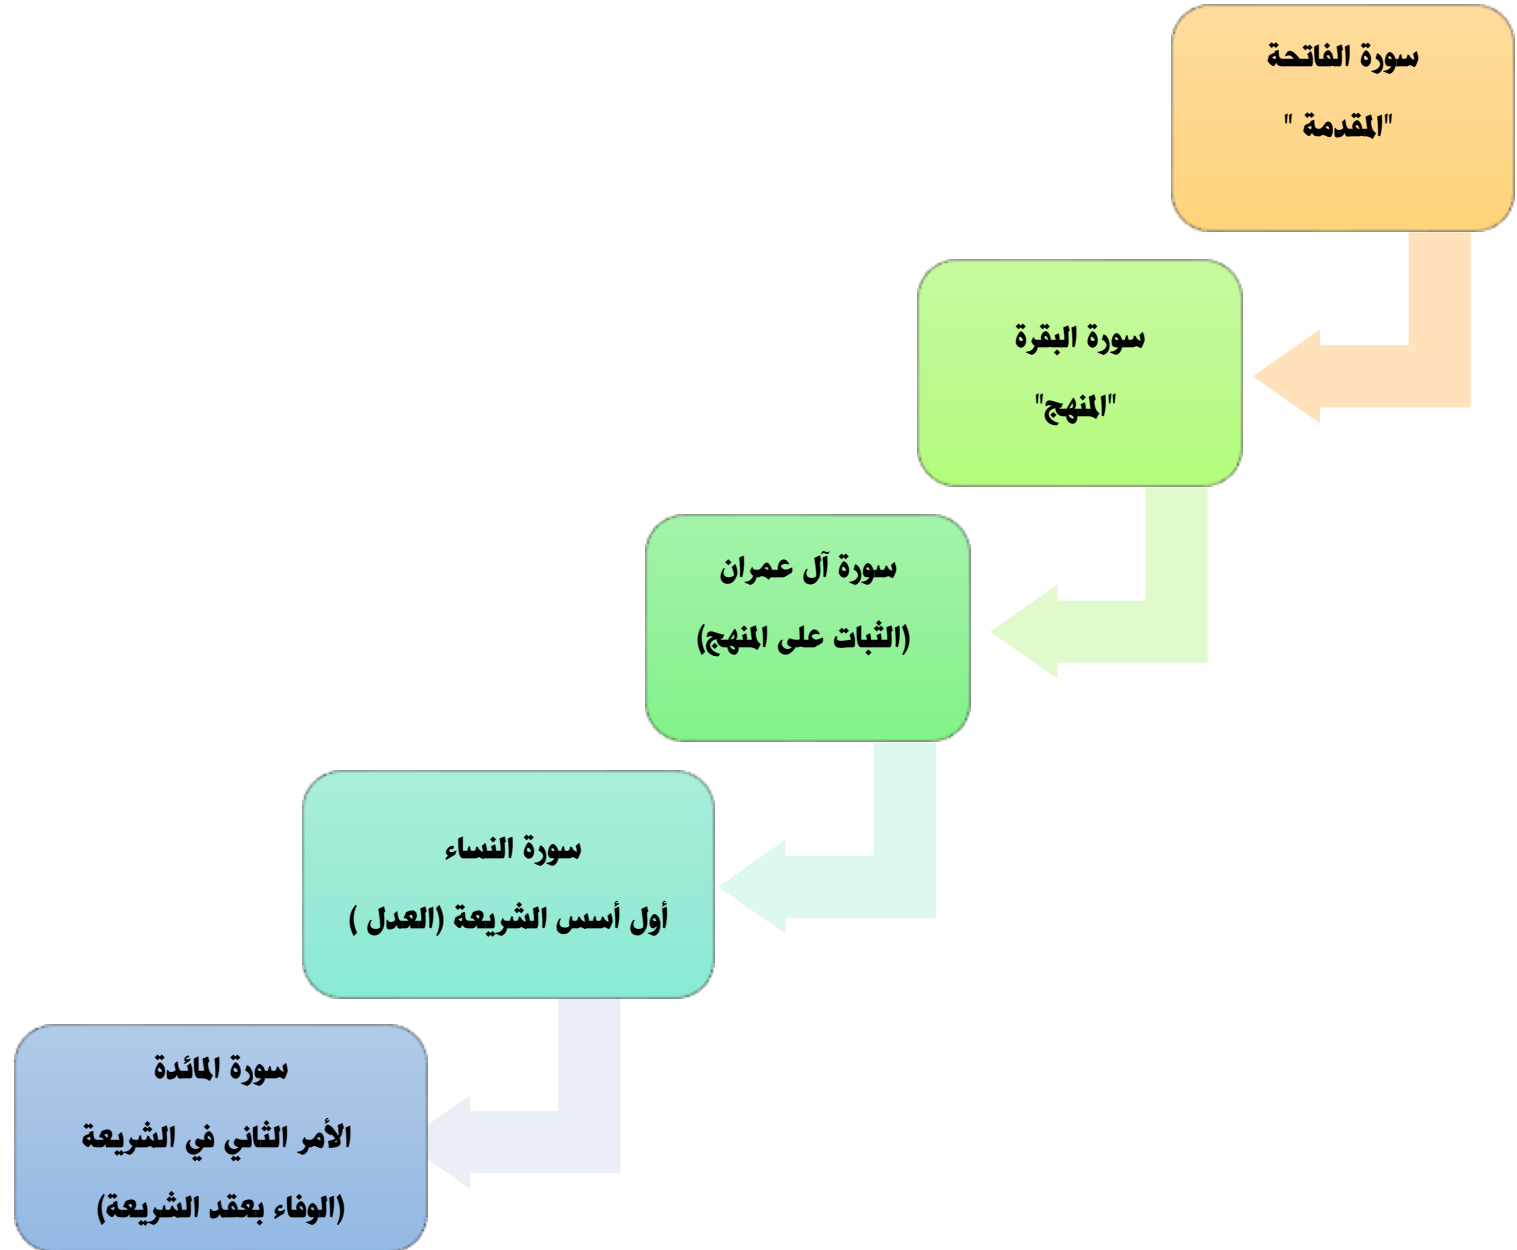 سورة الفاتحة
"المقدمة "
سورة البقرة
"المنهج"
سورة آل عمران
(الثبات على المنهج)
سورة النساء
أول أسس الشريعة (العدل )
سورة المائدة
الأمر الثاني في الشريعة
(الوفاء بعقد الشريعة)